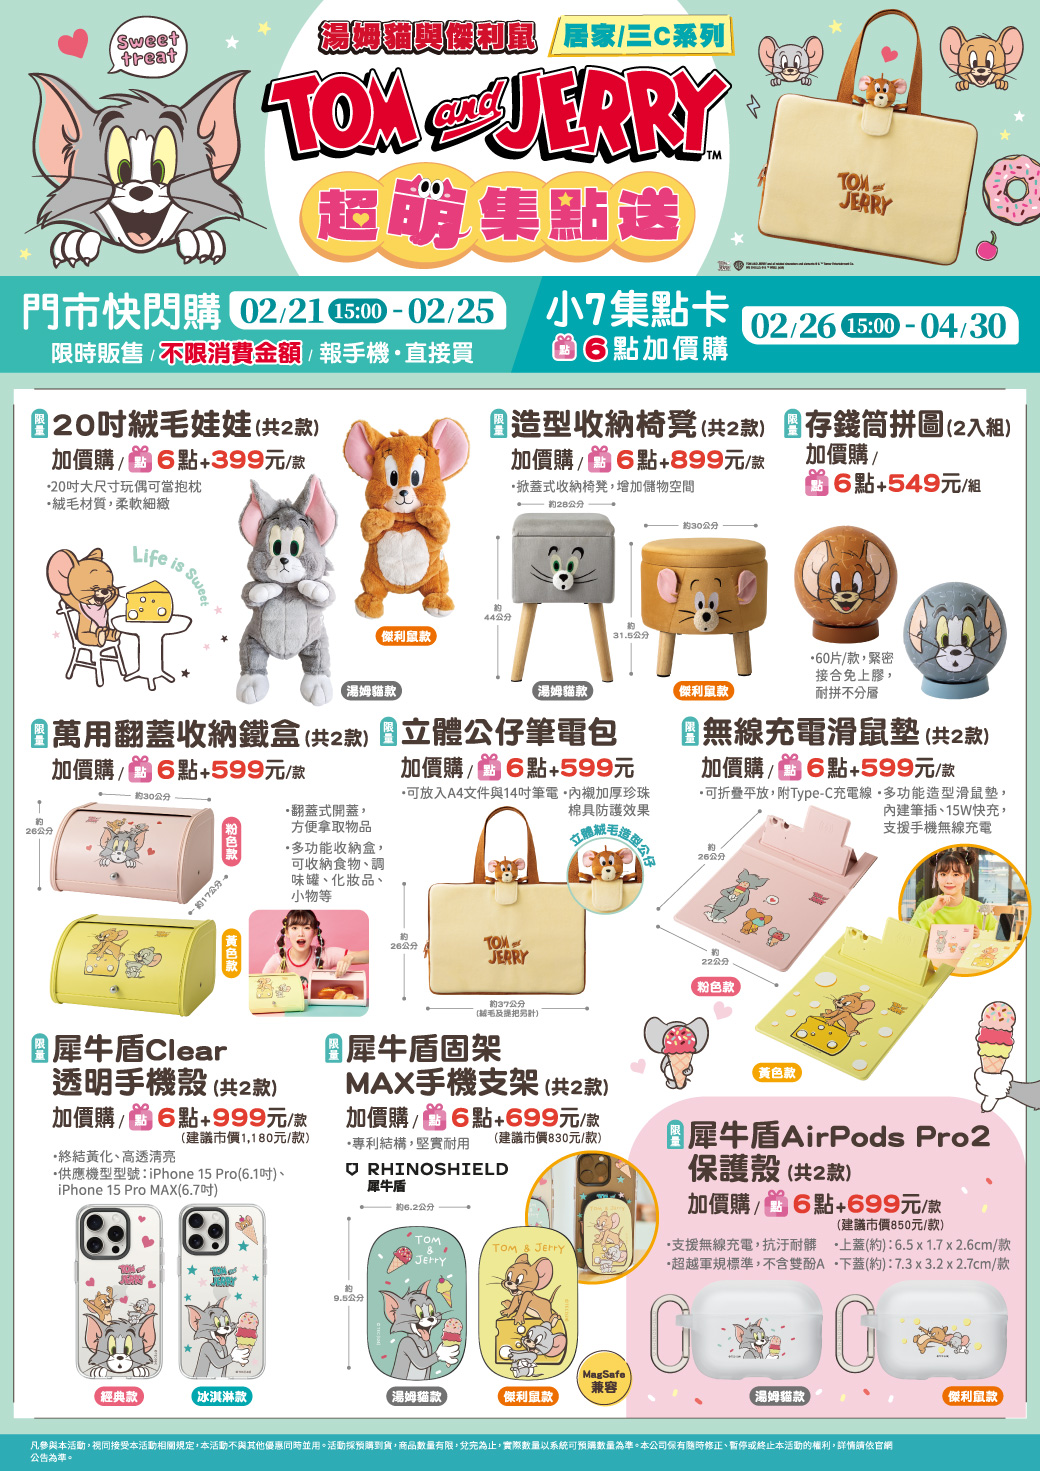 Sweet
treat
湯姆貓與傑利鼠 居家/三C系列
TOM and JERRY
TM
超萌集點送
TOM and
JERRY
門市快閃購 02/21 15:00 - 02/25
限時販售/不限消費金額/報手機·直接買
小7集點卡
點 6點加價購
02/26 15:00 - 04/30
限量 20吋絨毛娃娃(共2款)
加價購/點 6點+399元/款
·20吋大尺寸玩偶可當抱枕
·絨毛材質,柔軟細緻
Life is Sweet
傑利鼠款
湯姆貓款
限量 造型收納椅凳(共2款)
加價購/點 6點+899元/款
·掀蓋式收納椅凳,增加儲物空間
約28公分
約30公分
約
44公分
約
31.5公分
湯姆貓款
傑利鼠款
限量 存錢筒拼圖(2入組)
加價購/
點 6點+549元/組
·60片/款,緊密
接合免上膠,
耐拼不分層
限量 萬用翻蓋收納鐵盒(共2款)
加價購/點 6點+599元/款
約30公分
約
26公分
約17公分
粉色款
黃色款
·翻蓋式開蓋,
方便拿取物品
·多功能收納盒,
可收納食物、調
味罐、化妝品、
小物等
限量 立體公仔筆電包
加價購/點 6點+599元
·可放入A4文件與14吋筆電 ·內襯加厚珍珠
棉具防護效果
立體絨毛造型公仔
約
26公分
TOM and
JERRY
約37公分
(絨毛及提把另計)
限量 無線充電滑鼠墊(共2款)
加價購/點 6點+599元/款
·可折疊平放,附Type-C充電線 ·多功能造型滑鼠墊,
內建筆插、15W快充,
支援手機無線充電
約
26公分
約
22公分
粉色款
黃色款
限量 犀牛盾Clear
透明手機殼(共2款)
加價購/點 6點+999元/款
(建議市價1,180元/款)
·終結黃化、高透清亮
·供應機型型號:iPhone 15 Pro(6.1吋)、
iPhone 15 Pro MAX(6.7吋)
TOM and
JERRY
TOM and
JERRY
經典款
冰淇淋款
限量 犀牛盾固架
MAX手機支架(共2款)
加價購/點 6點+699元/款
·專利結構,堅實耐用 (建議市價830元/款)
RHINOSHIELD
犀牛盾
約6.2公分
約
9.5公分
TOM
&
Jerry
TOM & Jerry
MagSafe
兼容
湯姆貓款
傑利鼠款
限量 犀牛盾AirPods Pro2
保護殼(共2款)
加價購/點 6點+699元/款
(建議市價850元/款)
·支援無線充電,抗汙耐髒 ·上蓋(約):6.5 x 1.7 x 2.6cm/款
·超越軍規標準,不含雙酚A ·下蓋(約):7.3 x 3.2 x 2.7cm/款
湯姆貓款
傑利鼠款
凡參與本活動,視同接受本活動相關規定,本活動不與其他優惠同時並用。活動採預購到貨,商品數量有限,兌完為止,實際數量以系統可預購數量為準。本公司保有隨時修正、暫停或終止本活動的權利,詳情請依官網
公告為準。